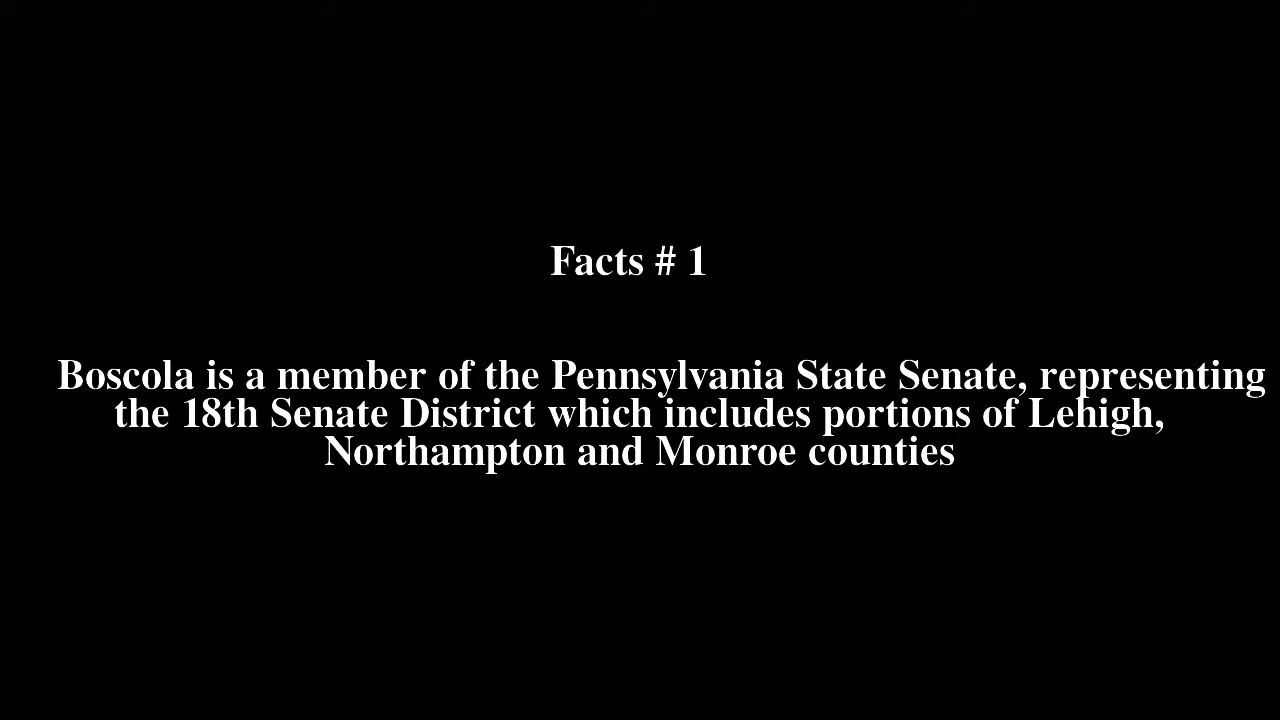 Facts # 1
Boscola is a member of the Pennsylvania State Senate, representing
the 18th Senate District which includes portions of Lehigh,
Northampton and Monroe counties